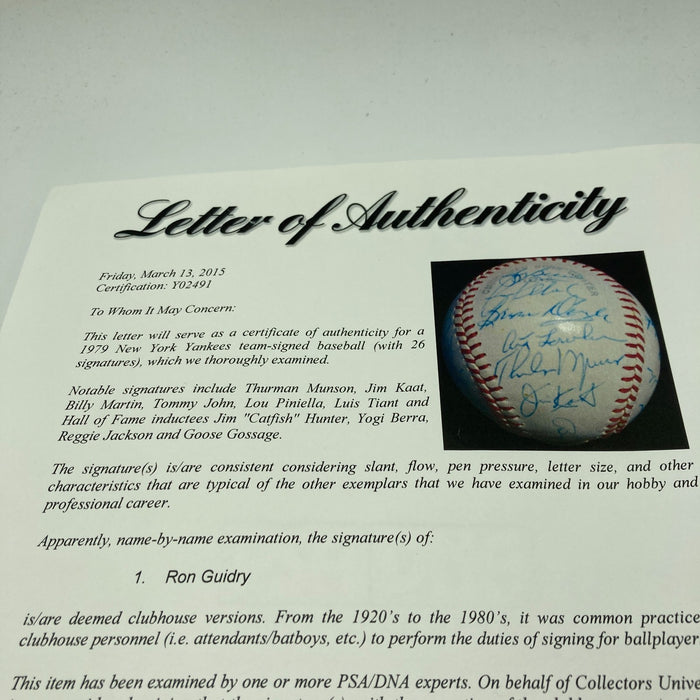 Letter of Authenticity
Friday, March 13, 2015
Certification: Y02491
To Whom It May Concern:
This letter will serve as a certificate of authenticity for a
1979 New York Yankees team-signed baseball (with 26
signatures), which we thoroughly examined.
Notable signatures include Thurman Munson, Jim Kaat,
Billy Martin, Tommy John, Lou Piniella, Luis Tiant and
Hall of Fame inductees Jim "Catfish" Hunter, Yogi Berra,
Reggie Jackson and Goose Gossage.
Brian Doyle
Art Fowler
Thurman Munson
Jim Kaat
The signature(s) is/are consistent considering slant, flow, pen pressure, letter size, and other
characteristics that are typical of the other exemplars that we have examined in our hobby and
professional career.
Apparently, name-by-name examination, the signature(s) of:
1. Ron Guidry
is/are deemed clubhouse versions. From the 1920's to the 1980's, it was common practice
clubhouse personnel (i.e. attendants/batboys, etc.) to perform the duties of signing for ballplayer
This item has been examined by one or more PSA/DNA experts. On behalf of Collectors Unive